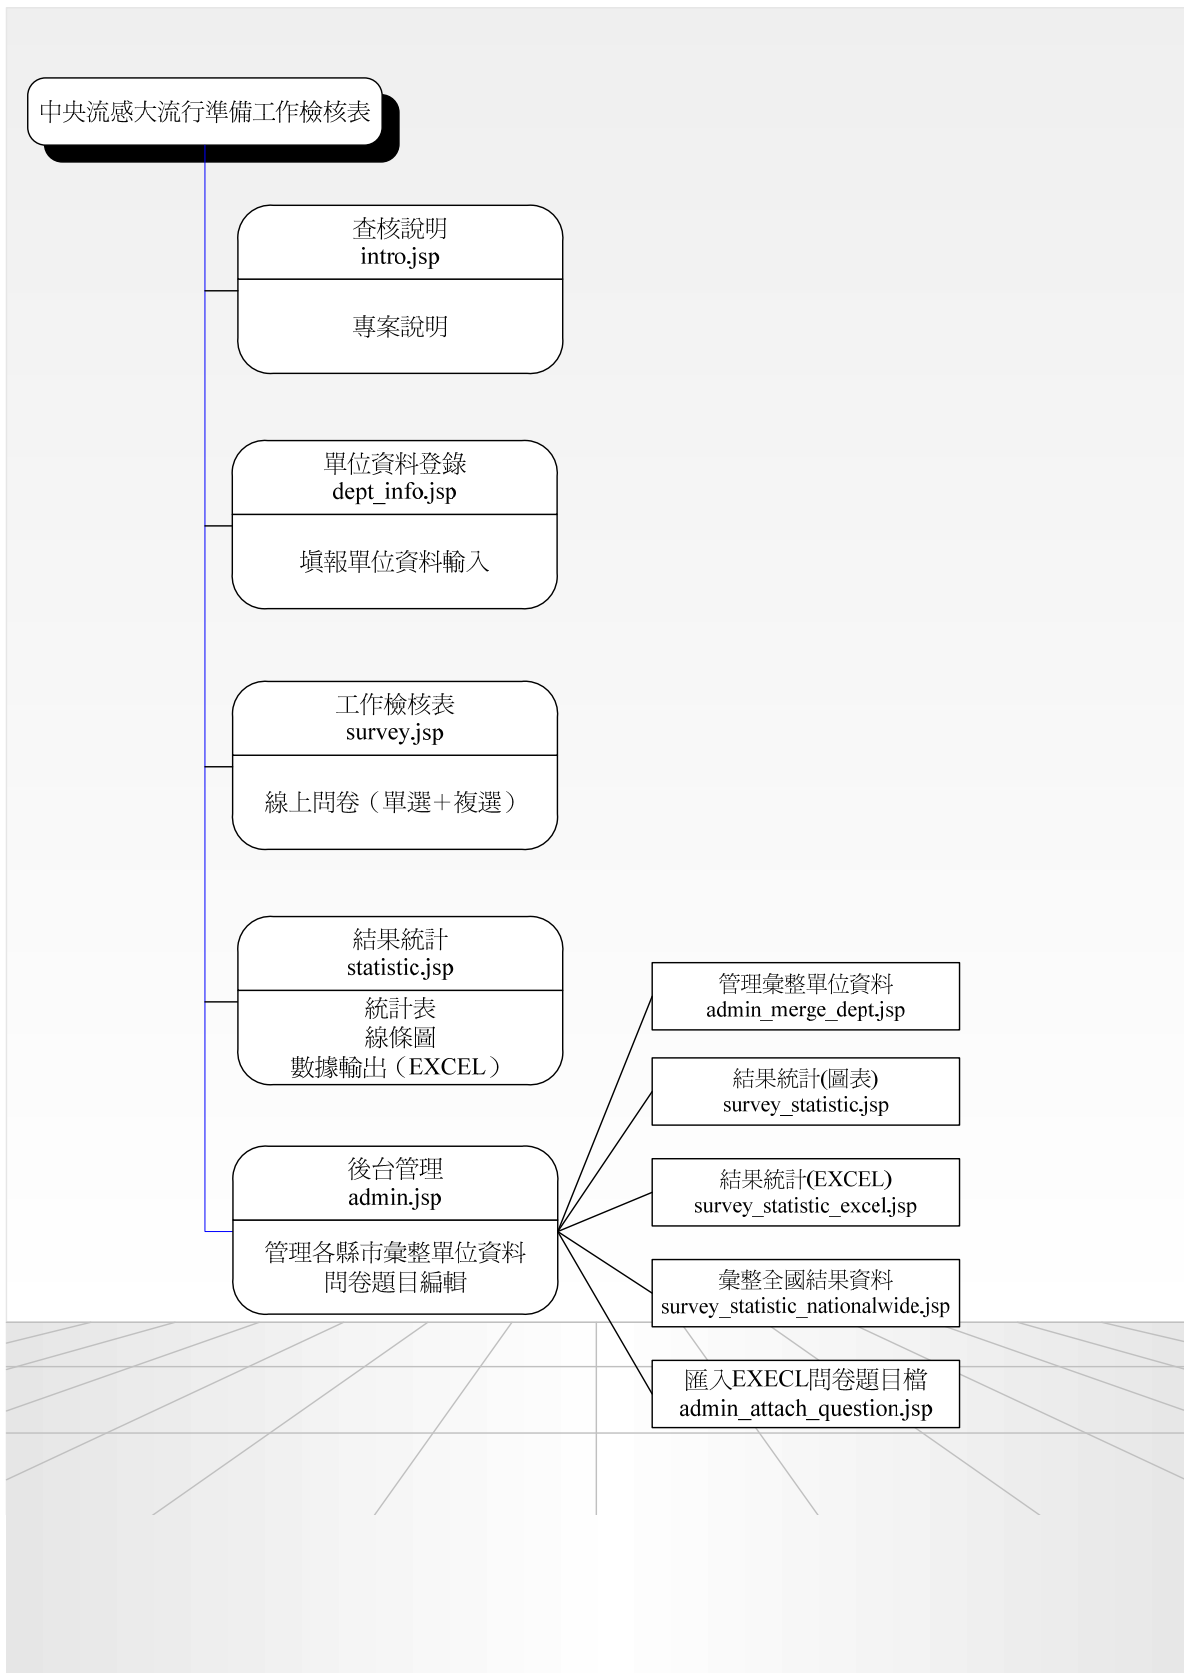 中央流感大流行準備工作檢核表
查核說明
intro.jsp
專案說明
單位資料登錄
dept_info.jsp
填報單位資料輸入
工作檢核表
survey.jsp
線上問卷（單選＋複選）
結果統計
statistic.jsp
統計表
線條圖
數據輸出（EXCEL）
後台管理
admin.jsp
管理各縣市彙整單位資料
問卷題目編輯
管理彙整單位資料
admin_merge_dept.jsp
結果統計(圖表)
survey_statistic.jsp
結果統計(EXCEL)
survey_statistic_excel.jsp
彙整全國結果資料
survey_statistic_nationalwide.jsp
匯入EXECL問卷題目檔
admin_attach_question.jsp